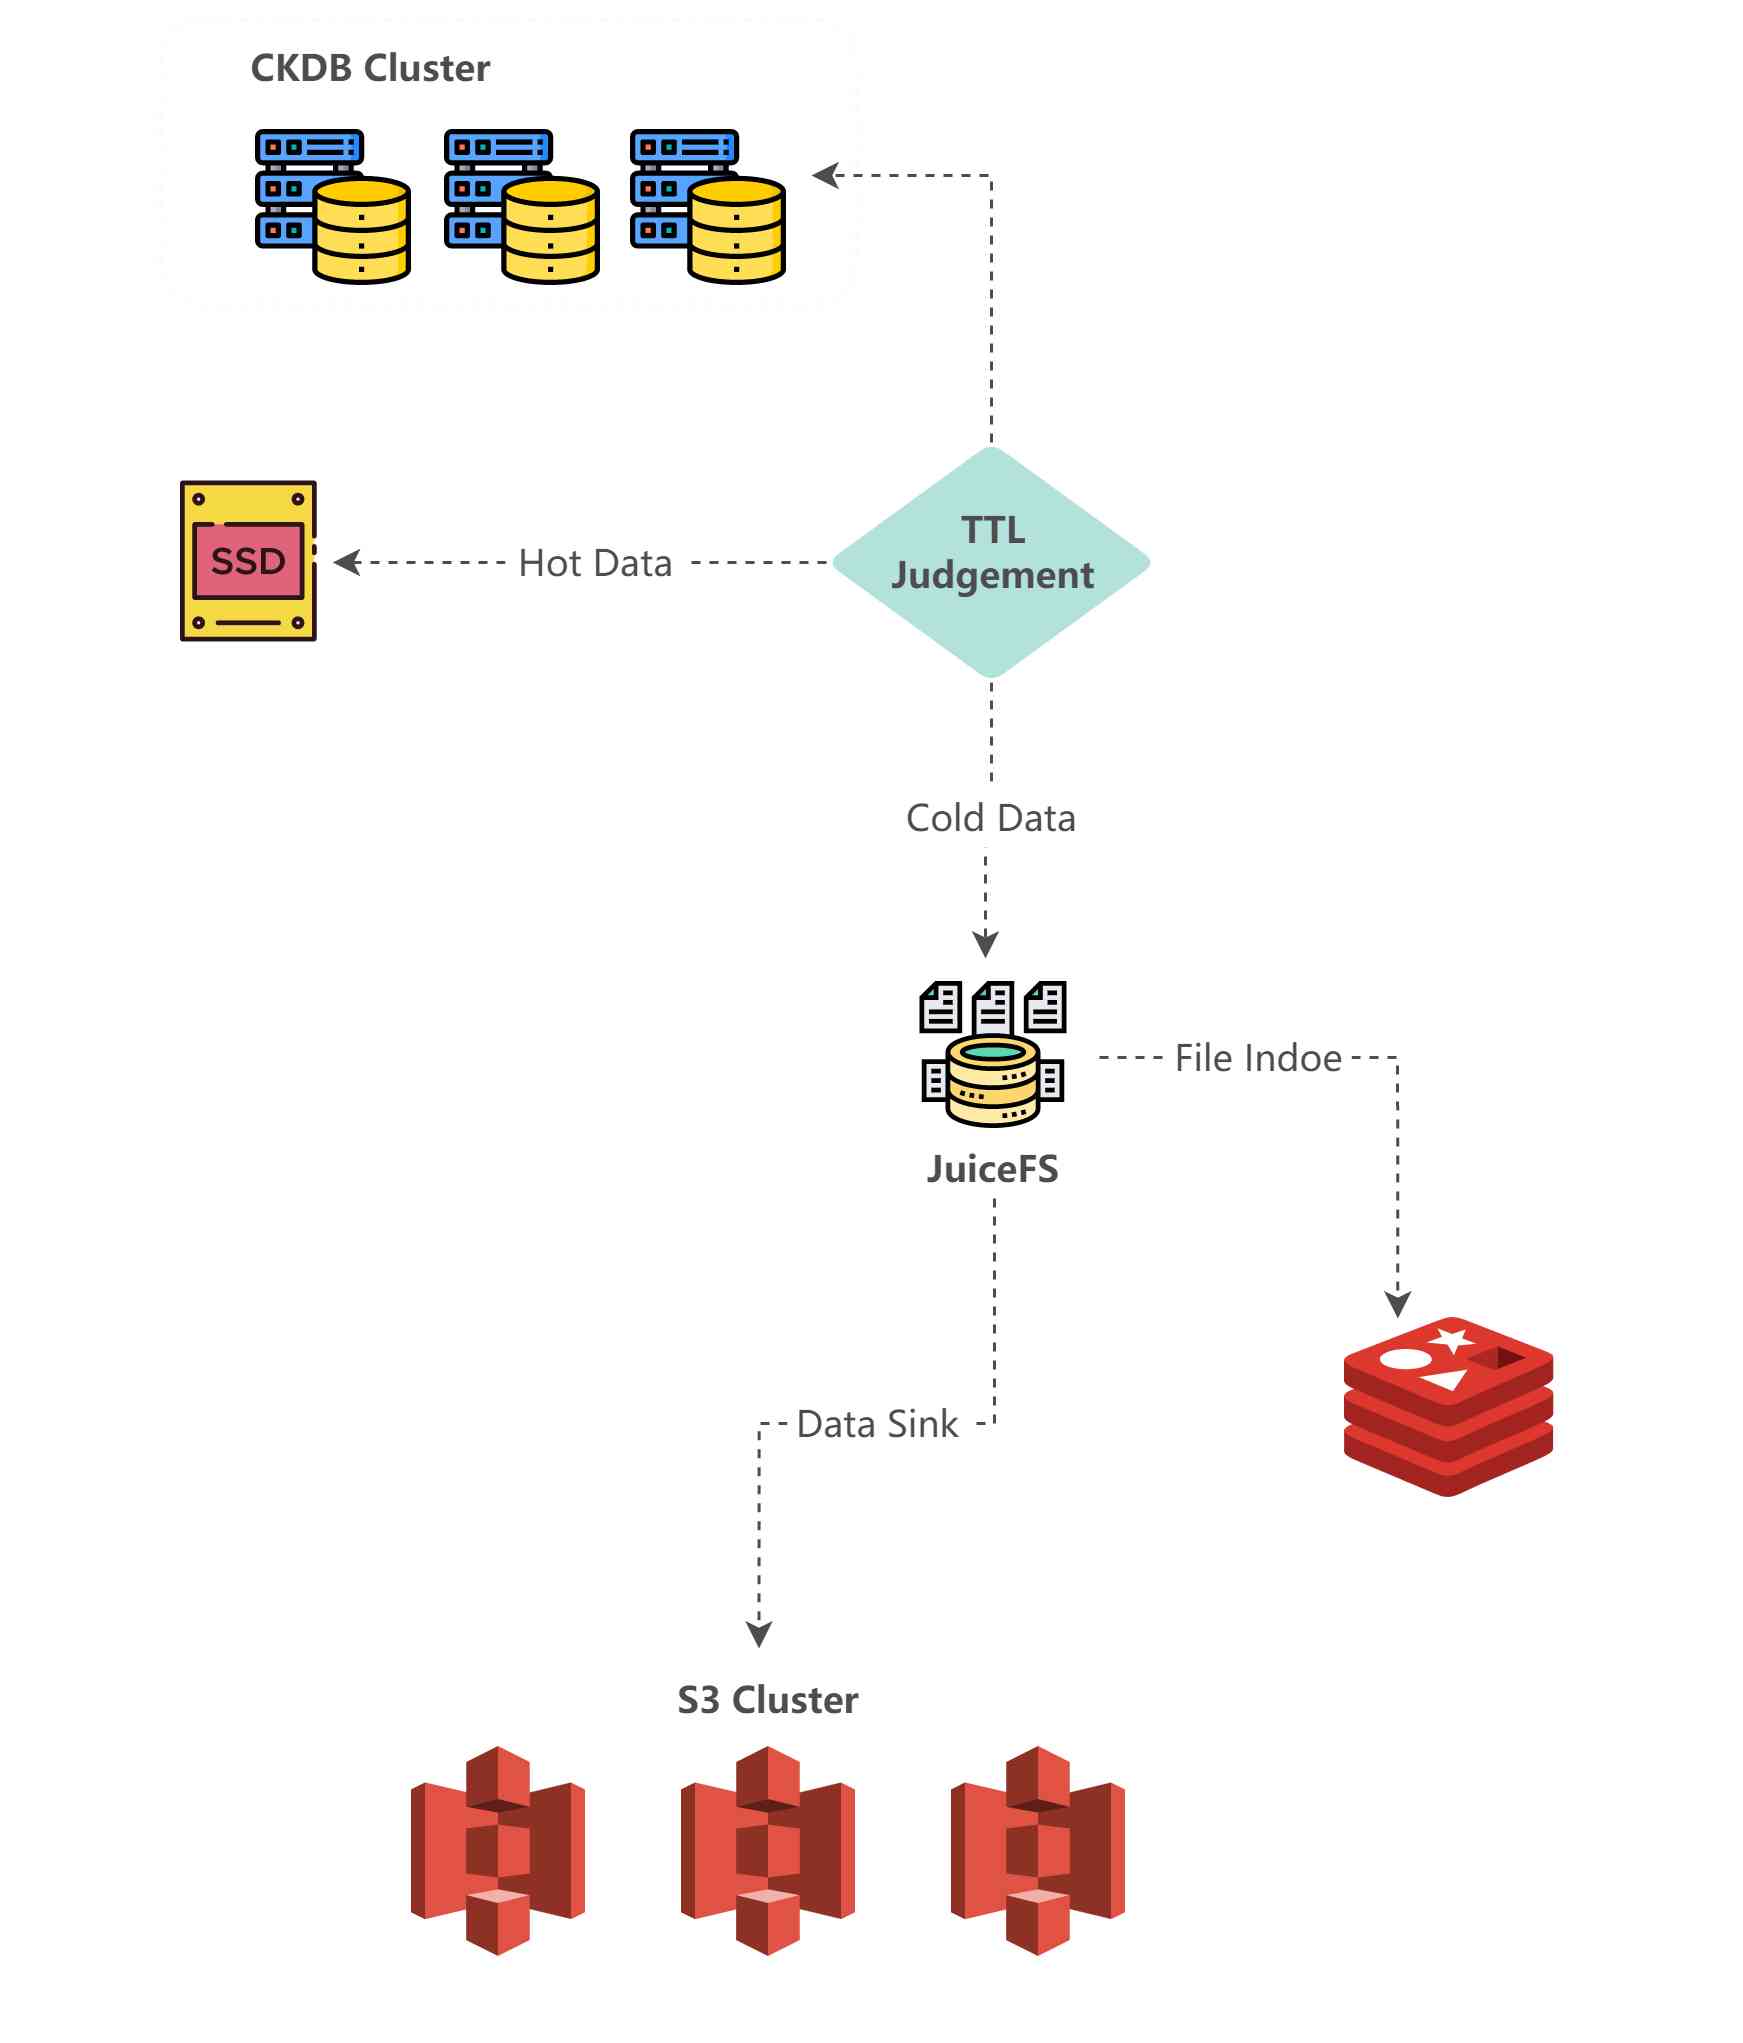 CKDB Cluster
SSD
Hot Data
TTL
Judgement
Cold Data
File Indoe
JuiceFS
Data Sink
S3 Cluster